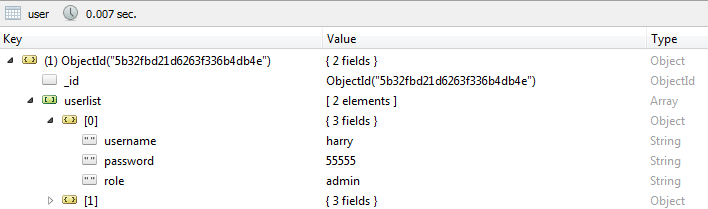 user 0.007 sec.
Key Value Type
(1) ObjectId("5b32fbd21d6263f336b4db4e") { 2 fields } Object
_id ObjectId("5b32fbd21d6263f336b4db4e") ObjectId
userlist [ 2 elements ] Array
[0] { 3 fields } Object
" " username harry String
" " password 55555 String
" " role admin String
[1] { 3 fields } Object